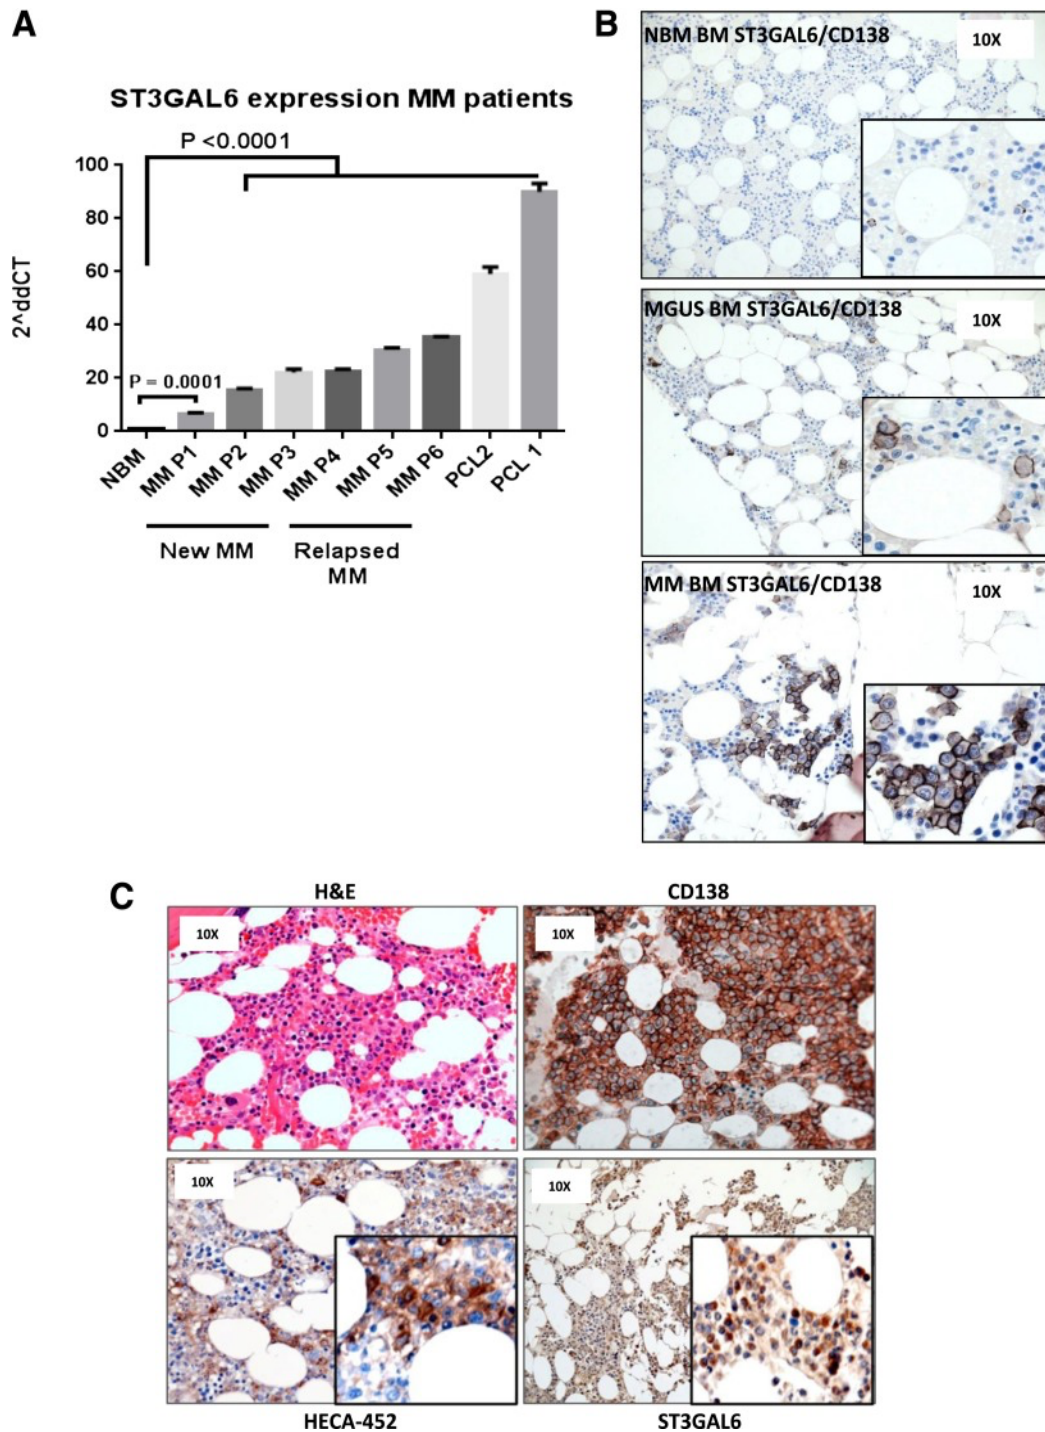 A
ST3GAL6 expression MM patients
P <0.0001
100
80
60
40
20
0
2^ddCT
P = 0.0001
NBM
MM P1
MM P2
MM P3
MM P4
MM P5
MM P6
PCL2
PCL 1
New MM
Relapsed
MM
B
NBM BM ST3GAL6/CD138
10X
MGUS BM ST3GAL6/CD138
10X
MM BM ST3GAL6/CD138
10X
C
H&E
CD138
10X
10X
10X
10X
HECA-452
ST3GAL6